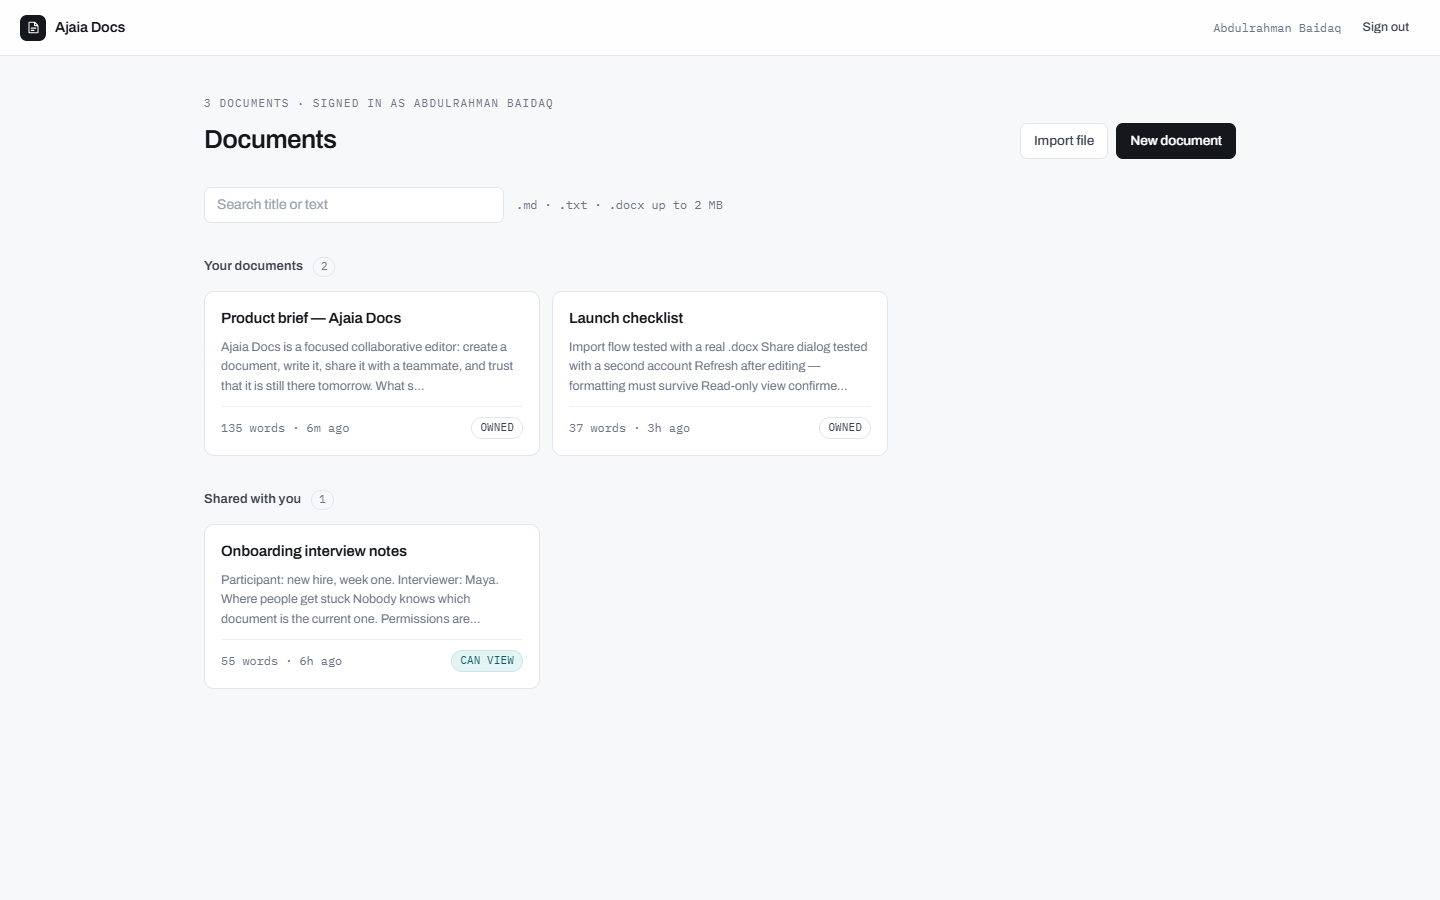 Ajaia Docs
Abdulrahman Baidaq
Sign out
3 DOCUMENTS · SIGNED IN AS ABDULRAHMAN BAIDAQ
Documents
Import file
New document
Search title or text
.md · .txt · .docx up to 2 MB
Your documents 2
Product brief — Ajaia Docs
Ajaia Docs is a focused collaborative editor: create a
document, write it, share it with a teammate, and trust
that it is still there tomorrow. What s...
135 words · 6m ago
OWNED
Launch checklist
Import flow tested with a real .docx Share dialog tested
with a second account Refresh after editing —
formatting must survive Read-only view confirme...
37 words · 3h ago
OWNED
Shared with you 1
Onboarding interview notes
Participant: new hire, week one. Interviewer: Maya.
Where people get stuck Nobody knows which
document is the current one. Permissions are...
55 words · 6h ago
CAN VIEW